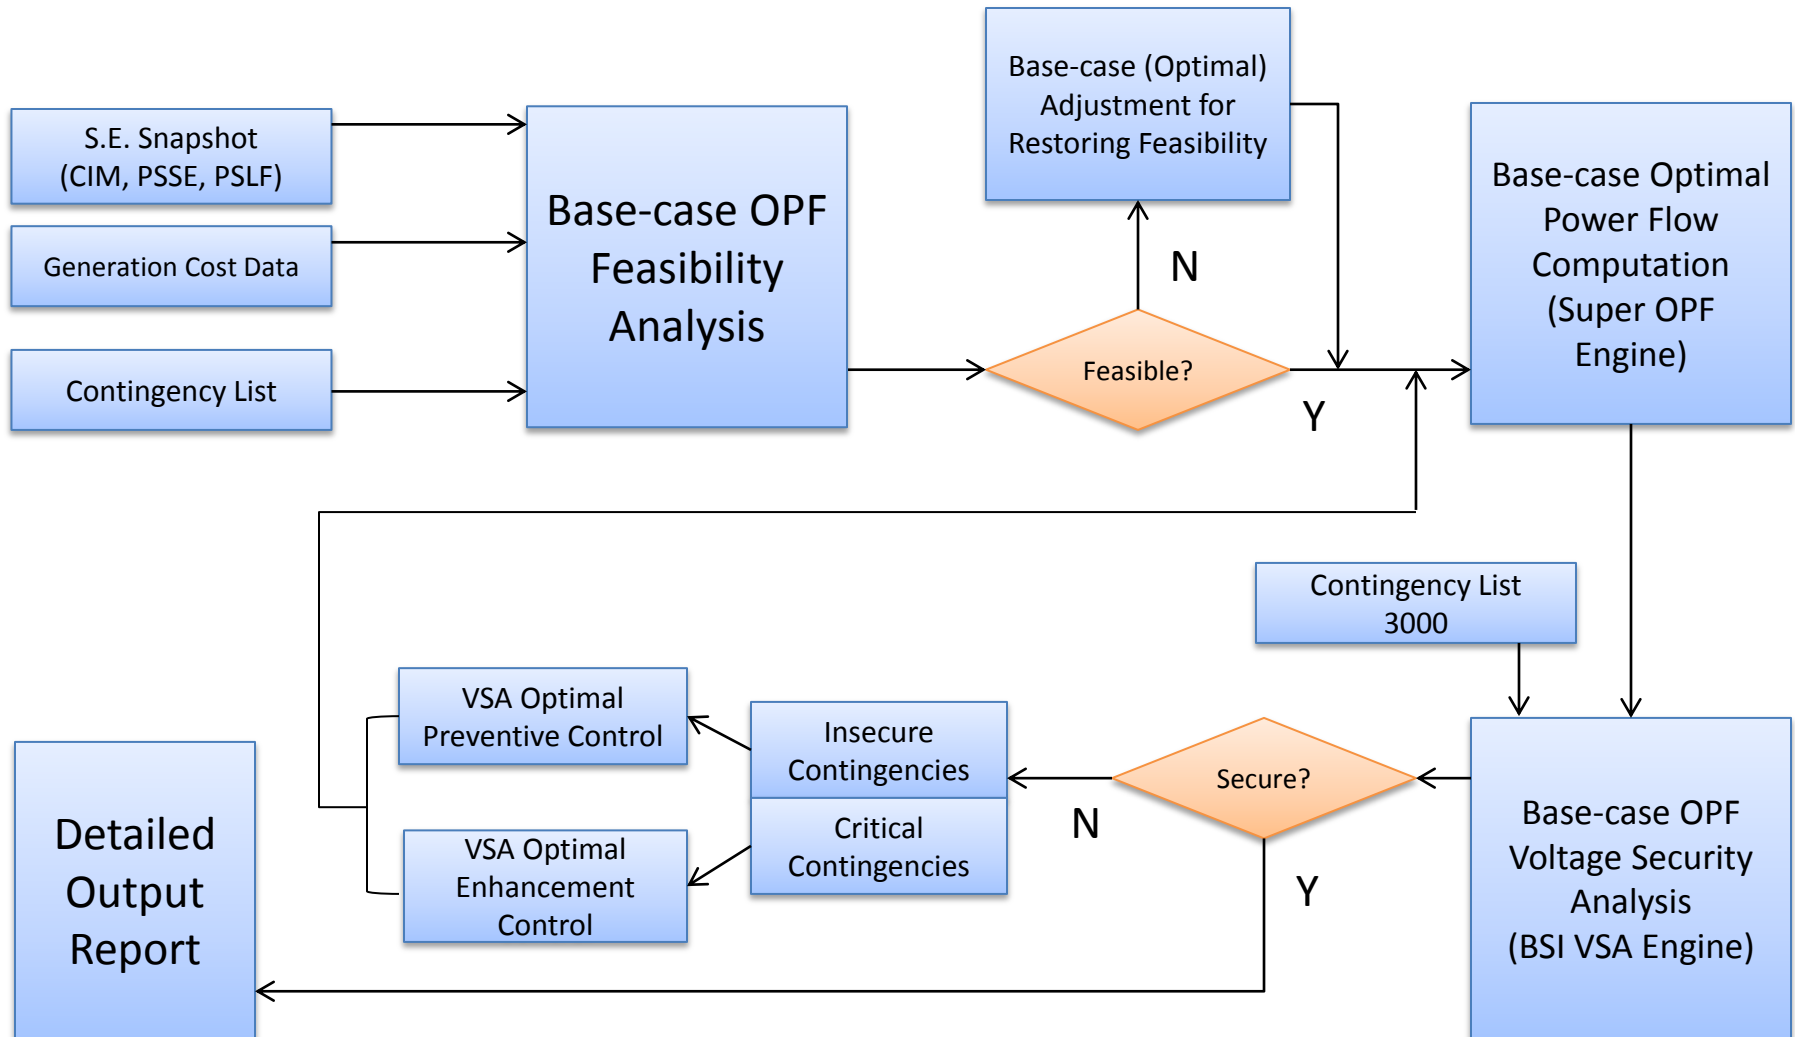 S.E. Snapshot
(CIM, PSSE, PSLF)
Generation Cost Data
Contingency List
Base-case OPF
Feasibility
Analysis
Base-case (Optimal)
Adjustment for
Restoring Feasibility
N
Feasible?
Y
Base-case Optimal
Power Flow
Computation
(Super OPF
Engine)
Contingency List
3000
Base-case OPF
Voltage Security
Analysis
(BSI VSA Engine)
Secure?
N
Y
Insecure
Contingencies
Critical
Contingencies
VSA Optimal
Preventive Control
VSA Optimal
Enhancement
Control
Detailed
Output
Report